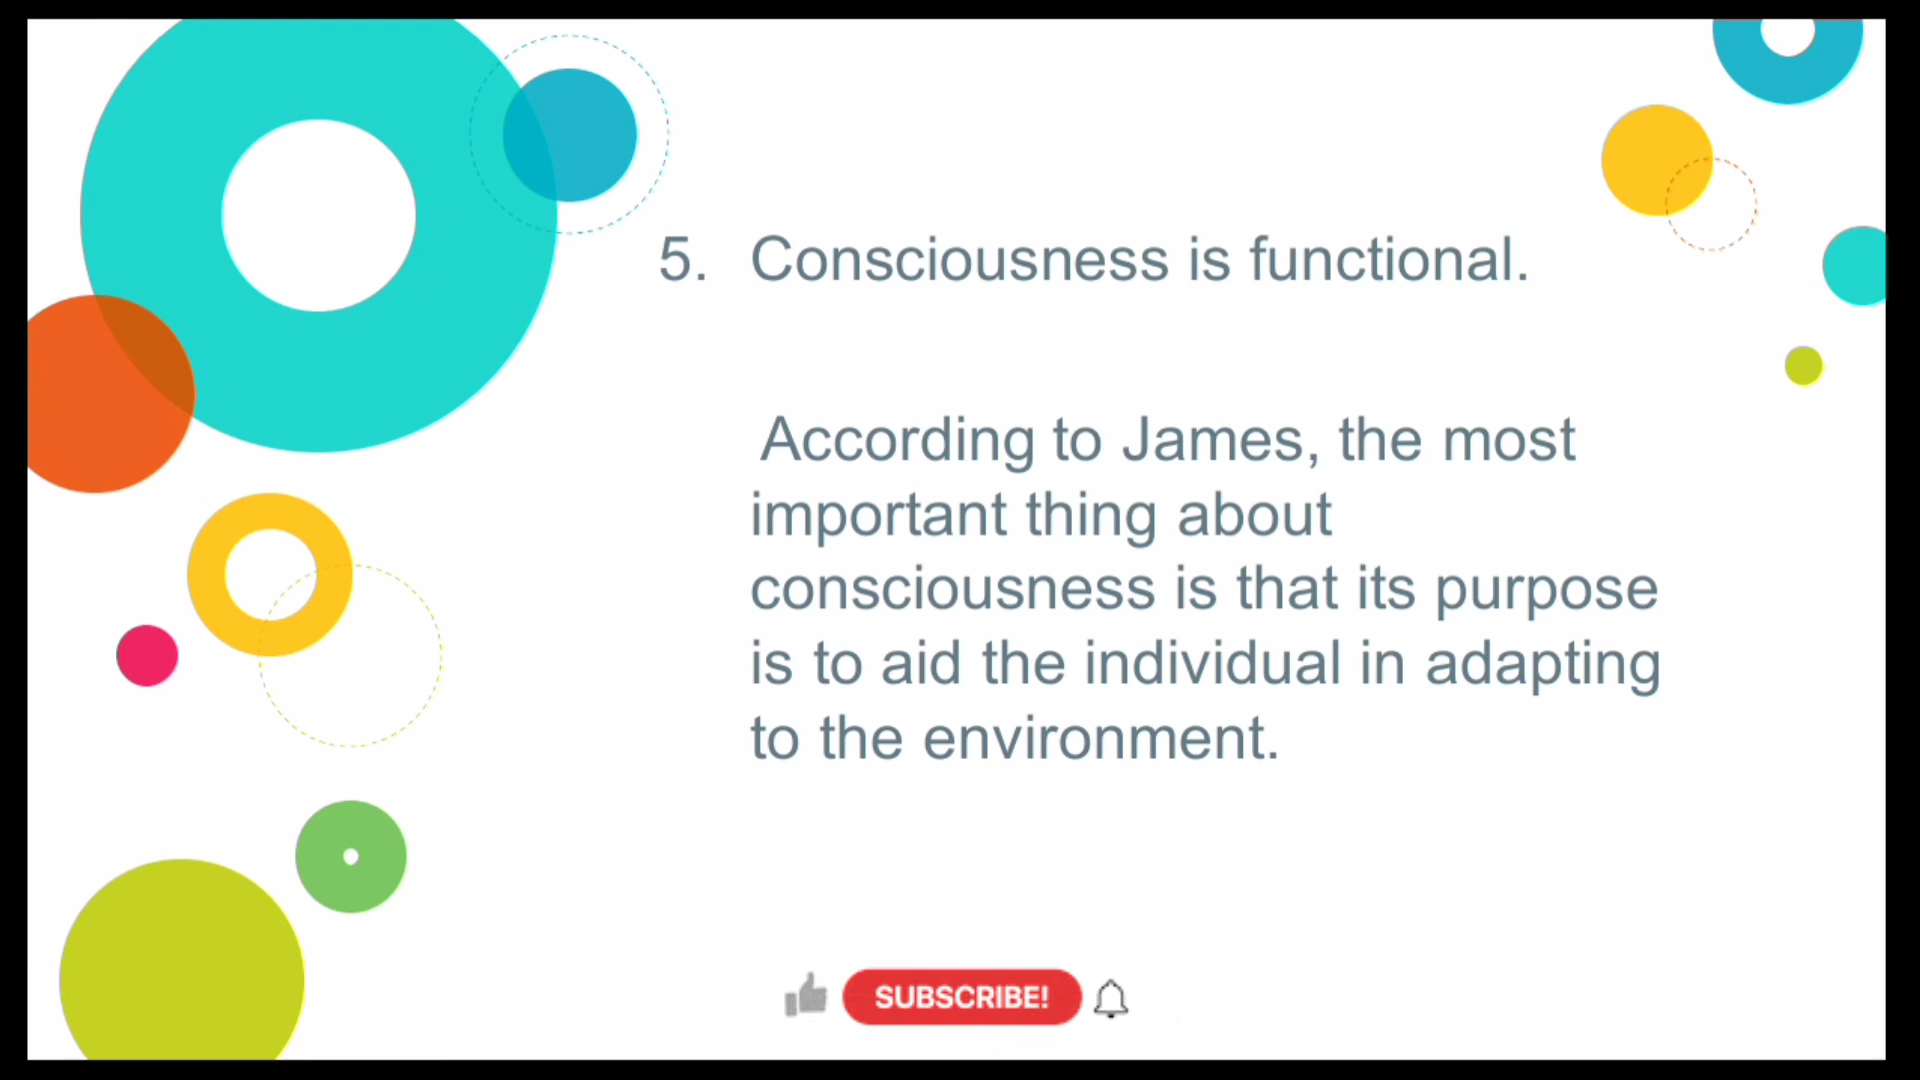 5. Consciousness is functional.
According to James, the most
important thing about
consciousness is that its purpose
is to aid the individual in adapting
to the environment.
SUBSCRIBE!